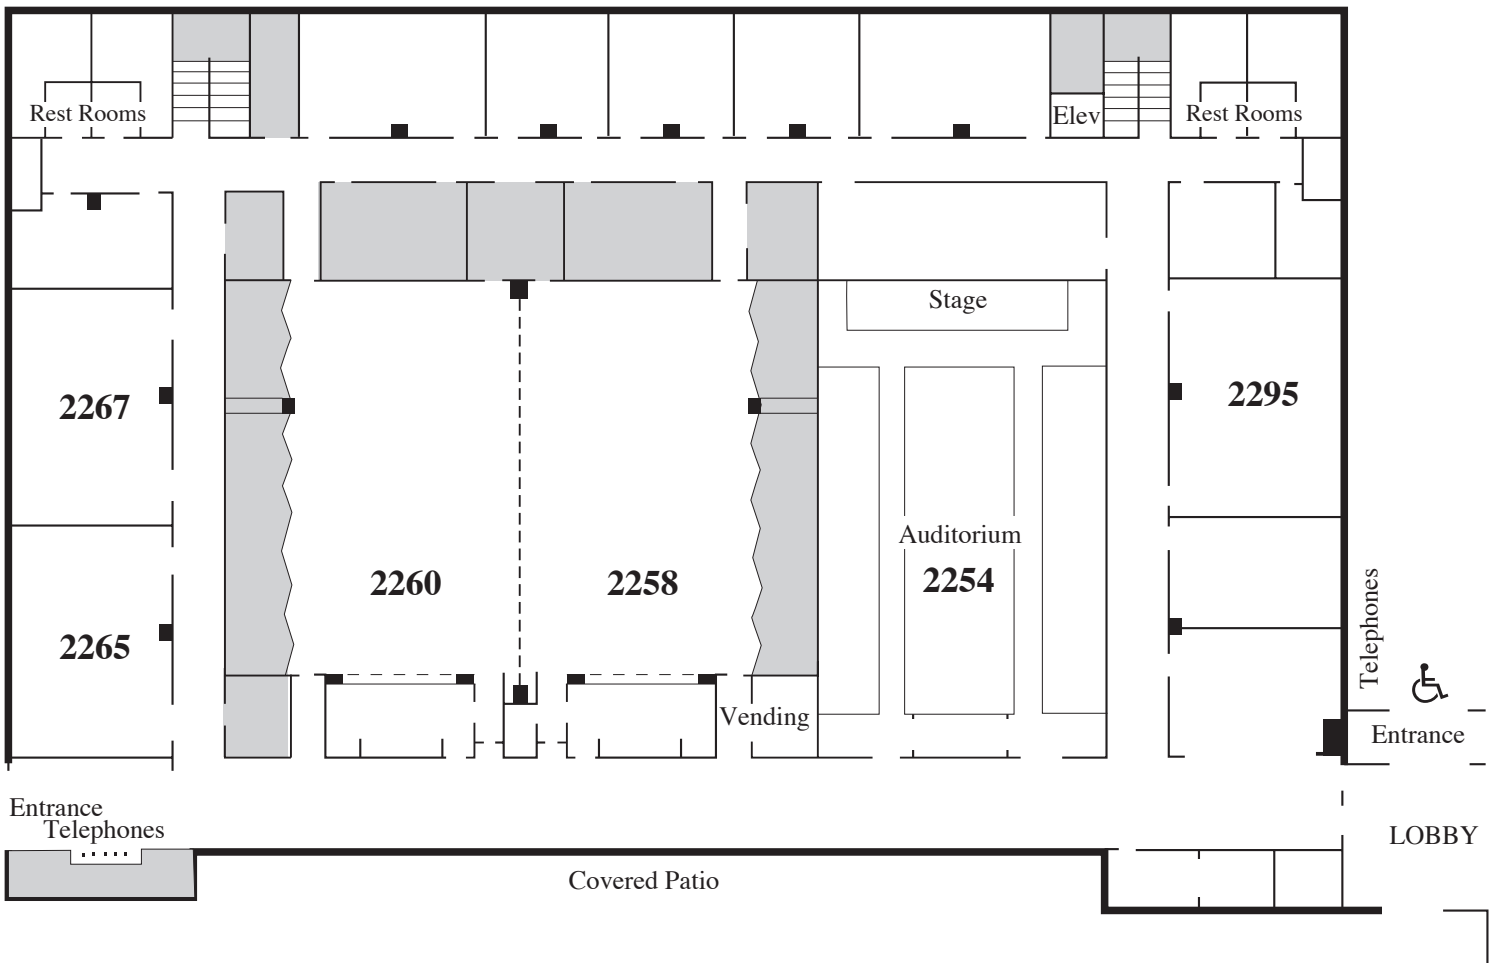 Rest Rooms
Elev
Rest Rooms
Stage
2267
2295
Auditorium
2260
2258
2254
2265
Telephones
Vending
Entrance
Entrance
Telephones
LOBBY
Covered Patio